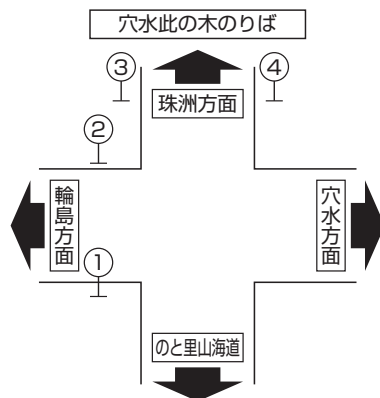 穴水此の木のりば
③
④
珠洲方面
②
輪島方面
穴水方面
①
のと里山海道